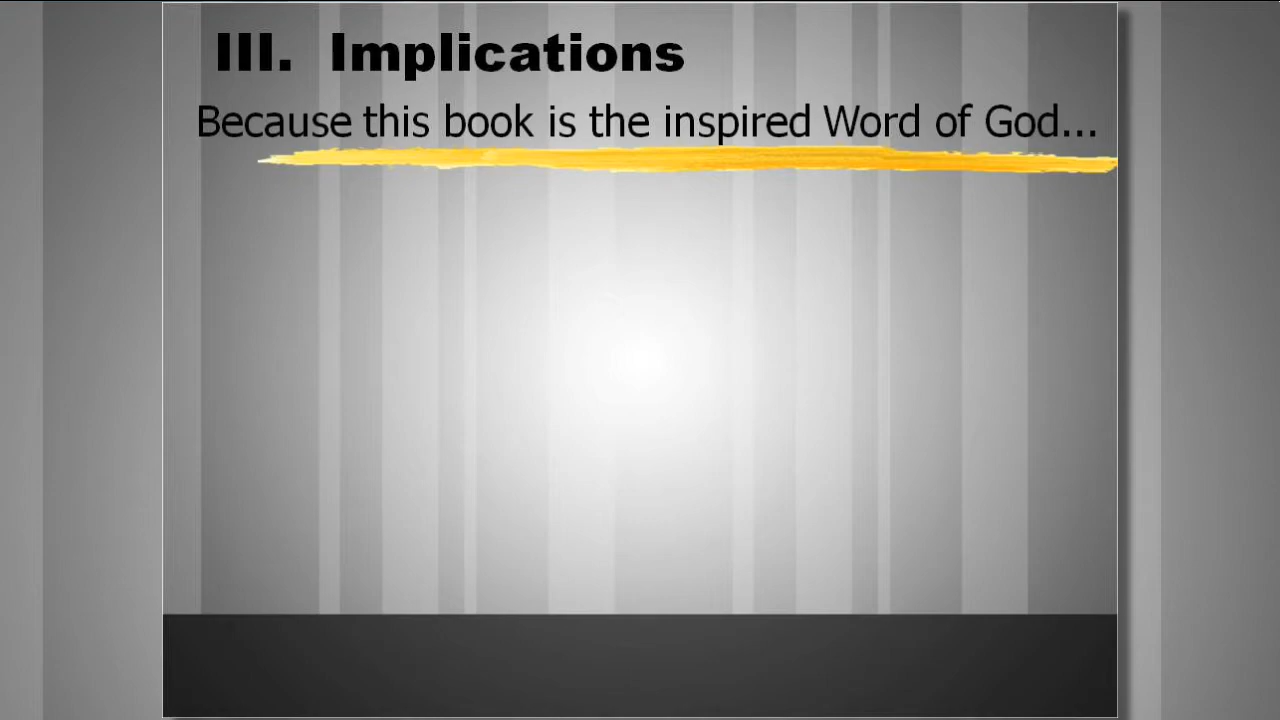 III. Implications
Because this book is the inspired Word of God...